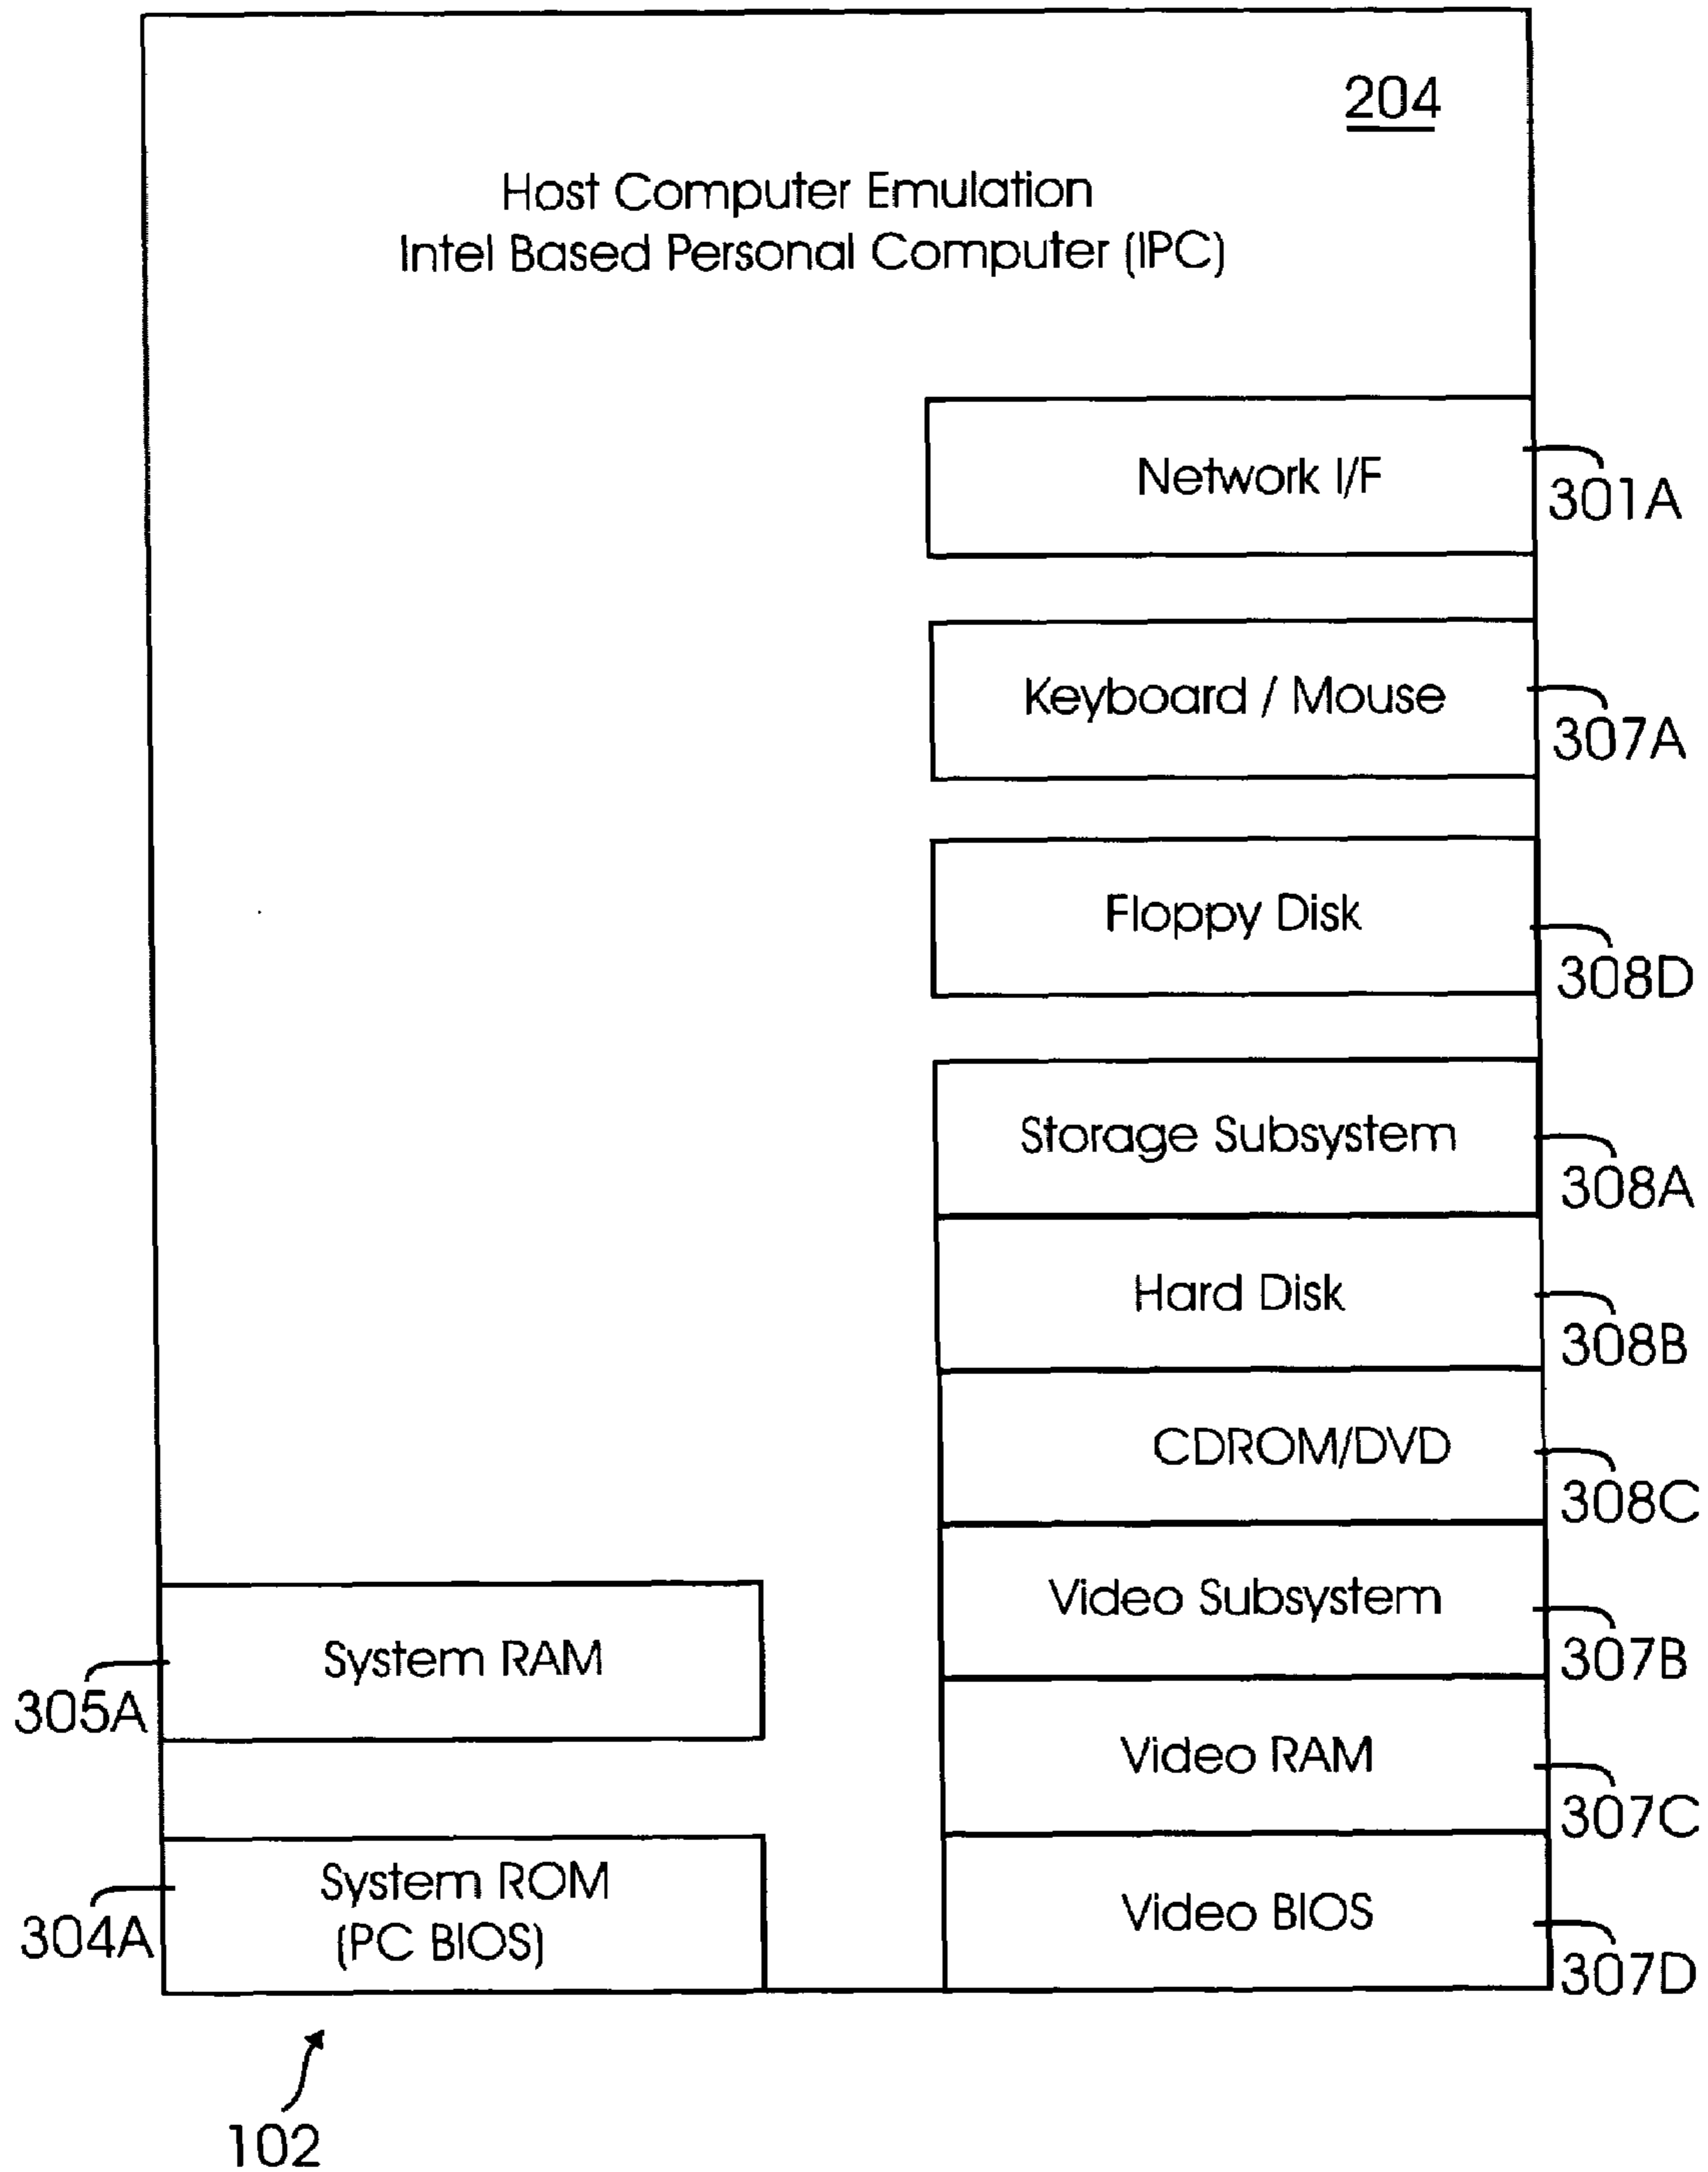 204
Host Computer Emulation
Intel Based Personal Computer (IPC)
Network I/F
301A
Keyboard / Mouse
307A
Floppy Disk
308D
Storage Subsystem
308A
Hard Disk
308B
CDROM/DVD
308C
Video Subsystem
307B
System RAM
305A
Video RAM
307C
System ROM
(PC BIOS)
304A
Video BIOS
307D
102